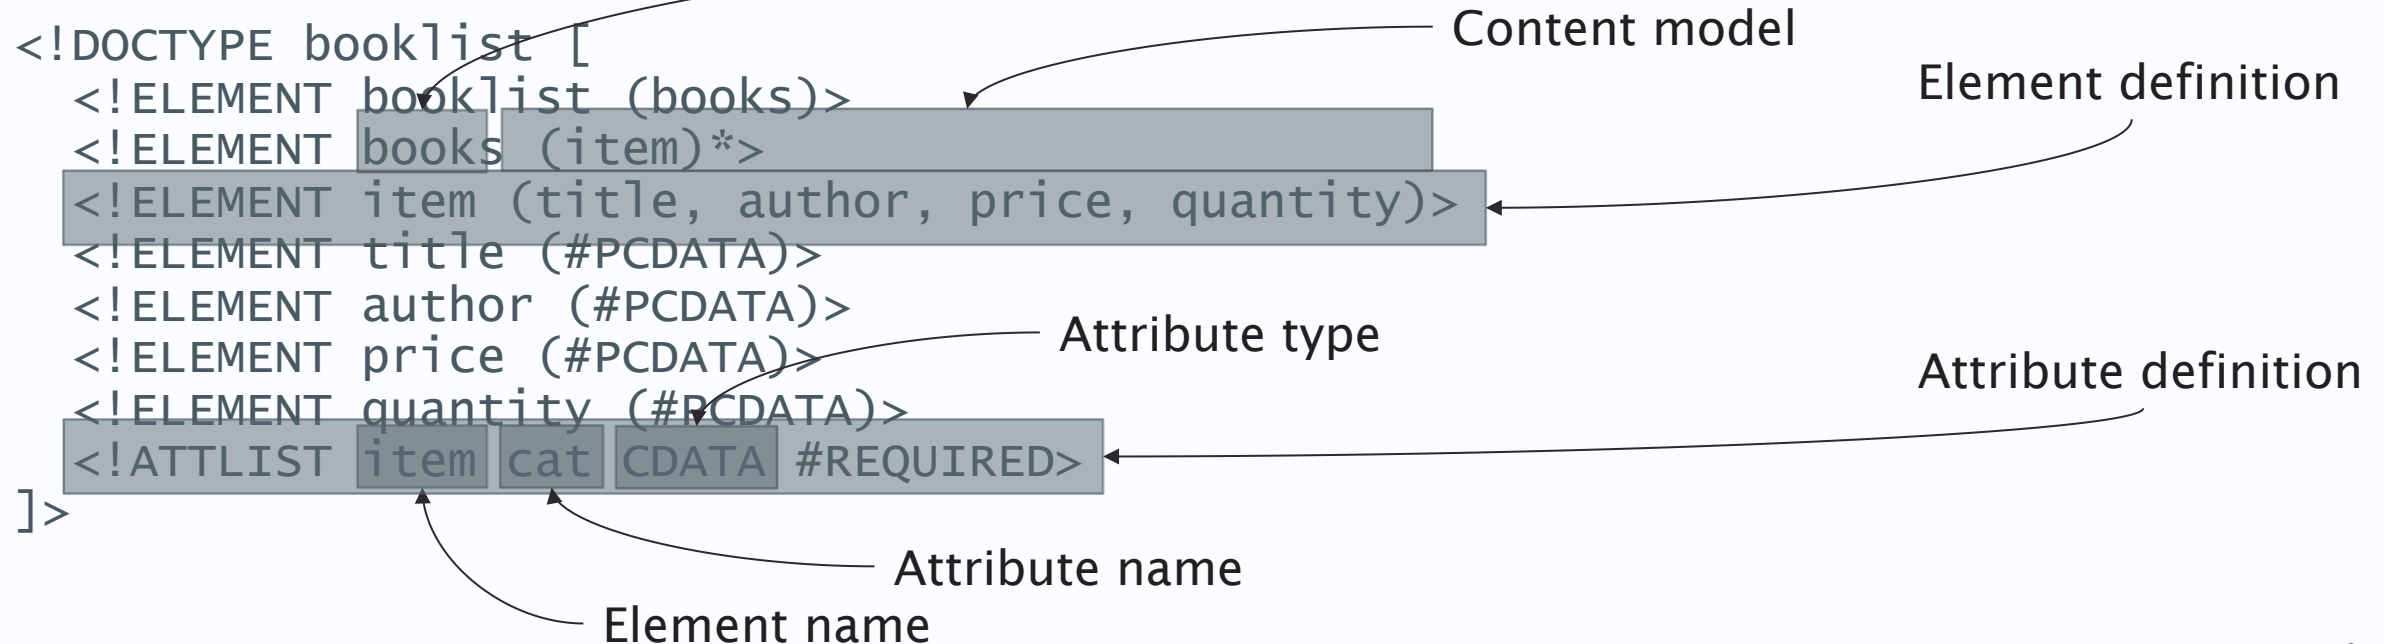 <!DOCTYPE booklist [
Content model
<!ELEMENT booklist (books)>
Element definition
<!ELEMENT books (item)*>
<!ELEMENT item (title, author, price, quantity)>
<!ELEMENT title (#PCDATA)>
<!ELEMENT author (#PCDATA)>
Attribute type
<!ELEMENT price (#PCDATA)>
Attribute definition
<!ELEMENT quantity (#PCDATA)>
<!ATTLIST item cat CDATA #REQUIRED>
]>
Attribute name
Element name